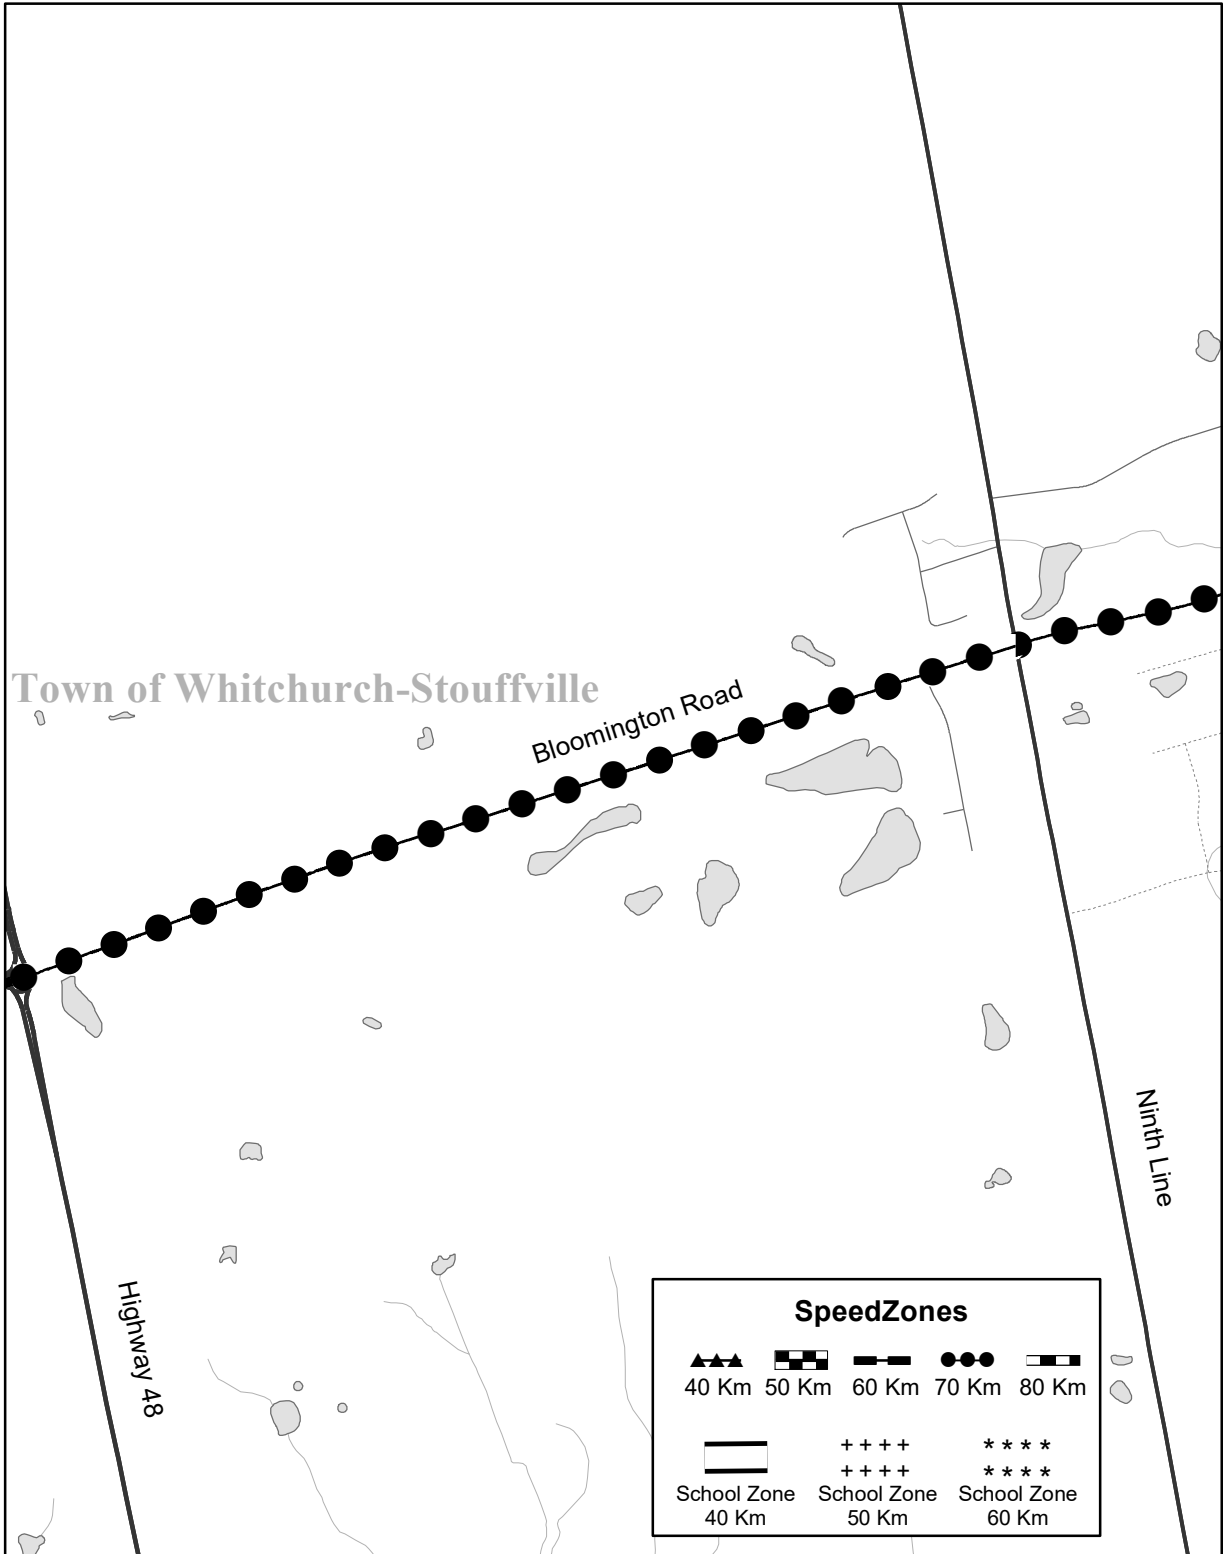 Town of Whitchurch-Stouffville
Bloomington Road
Ninth Line
Highway 48
SpeedZones
40 Km 50 Km 60 Km 70 Km 80 Km
School Zone School Zone School Zone
40 Km 50 Km 60 Km